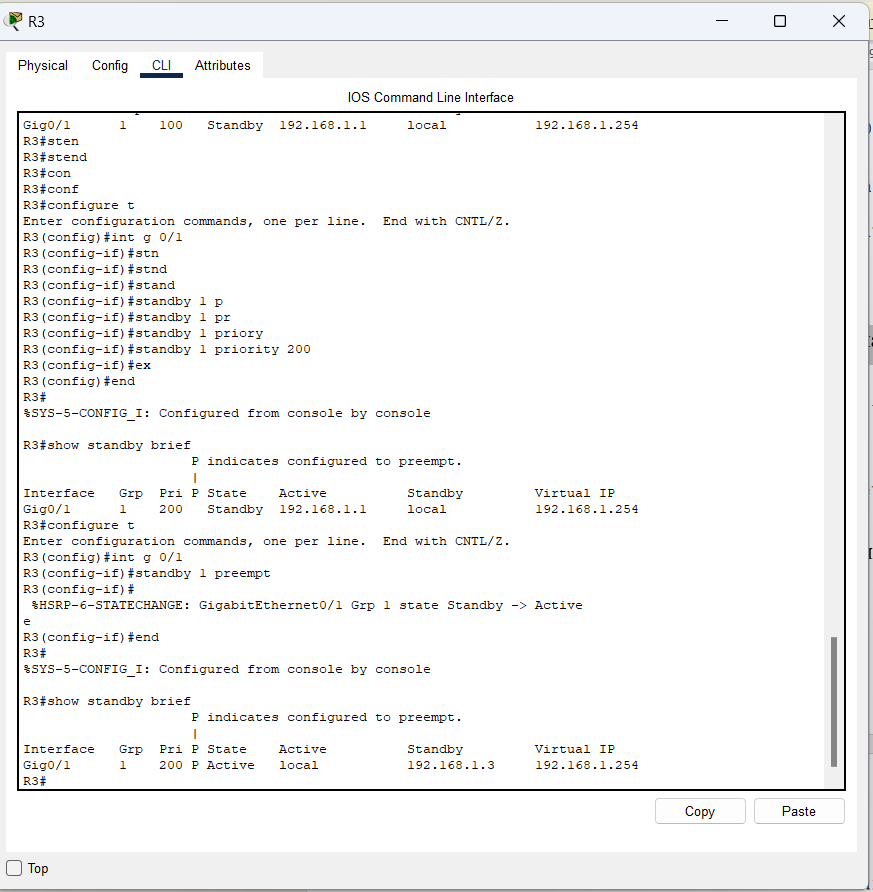 R3
Physical Config CLI Attributes
IOS Command Line Interface
Gig0/1      1    100   Standby  192.168.1.1     local           192.168.1.254
R3#sten
R3#stend
R3#con
R3#conf
R3#configure t
Enter configuration commands, one per line.  End with CNTL/Z.
R3(config)#int g 0/1
R3(config-if)#stn
R3(config-if)#stnd
R3(config-if)#stand
R3(config-if)#standby 1 p
R3(config-if)#standby 1 pr
R3(config-if)#standby 1 priory
R3(config-if)#standby 1 priority 200
R3(config-if)#ex
R3(config)#end
R3#
%SYS-5-CONFIG_I: Configured from console by console
R3#show standby brief
                     P indicates configured to preempt.
                     |
Interface   Grp  Pri P State    Active          Standby         Virtual IP
Gig0/1      1    200   Standby  192.168.1.1     local           192.168.1.254
R3#configure t
Enter configuration commands, one per line.  End with CNTL/Z.
R3(config)#int g 0/1
R3(config-if)#standby 1 preempt
R3(config-if)#
 %HSRP-6-STATECHANGE: GigabitEthernet0/1 Grp 1 state Standby -> Active
e
R3(config-if)#end
R3#
%SYS-5-CONFIG_I: Configured from console by console
R3#show standby brief
                     P indicates configured to preempt.
                     |
Interface   Grp  Pri P State    Active          Standby         Virtual IP
Gig0/1      1    200 P Active   local           192.168.1.3     192.168.1.254
R3#
Copy Paste
Top